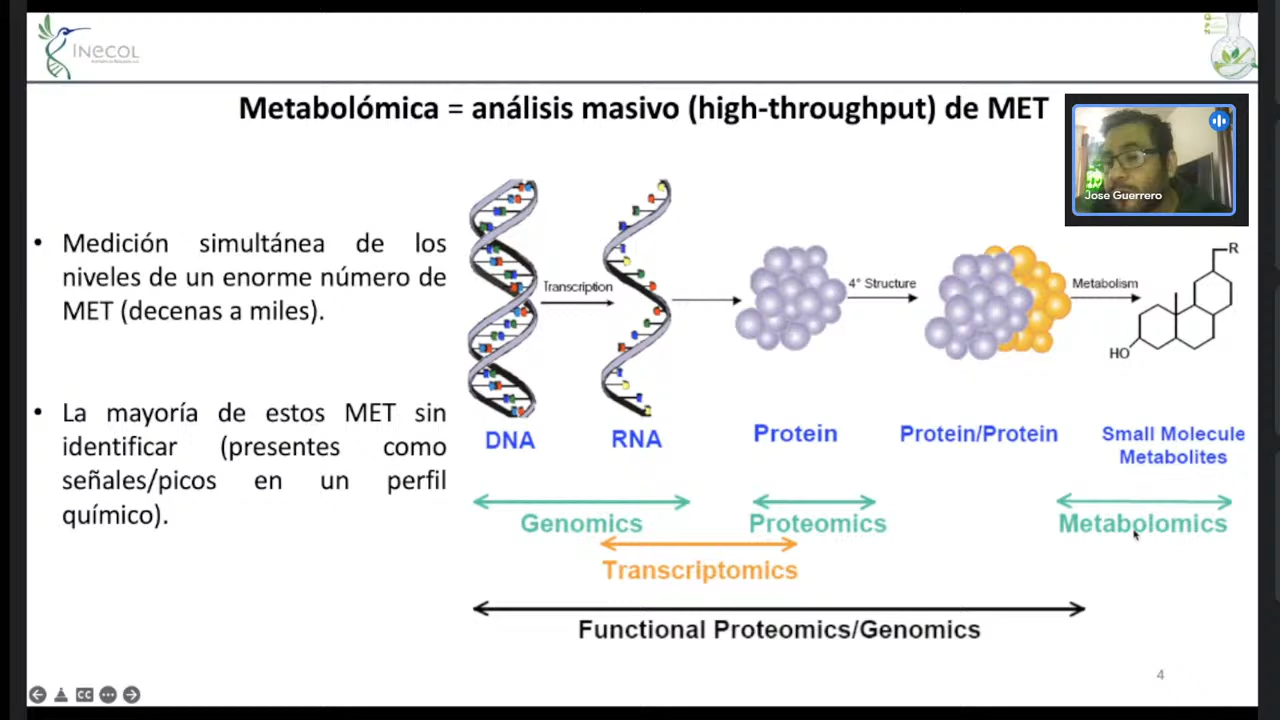 INECOL
Metabolómica = análisis masivo (high-throughput) de MET
Jose Guerrero
• Medición simultánea de los
niveles de un enorme número de
MET (decenas a miles).
• La mayoría de estos MET sin
identificar (presentes como
señales/picos en un perfil
químico).
Transcription
4° Structure
Metabolism
R
HO
DNA
RNA
Protein
Protein/Protein
Small Molecule
Metabolites
Genomics
Proteomics
Metabolomics
Transcriptomics
Functional Proteomics/Genomics
4
CC